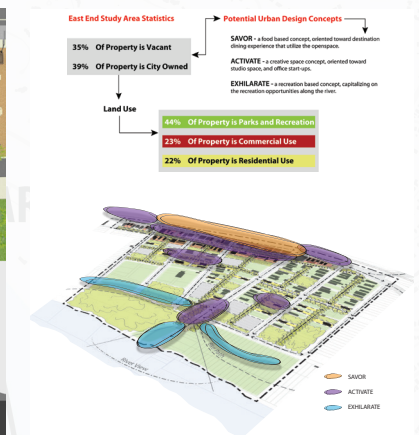 East End Study Area Statistics
35% Of Property is Vacant
39% Of Property is City Owned
Potential Urban Design Concepts
SAVOR - a food based concept, oriented toward destination
dining experience that utilize the openspace.
ACTIVATE - a creative space concept, oriented toward
studio space, and office start-ups.
EXHILARATE - a recreation based concept, capitalizing on
the recreation opportunities along the river.
Land Use
44% Of Property is Parks and Recreation
23% Of Property is Commercial Use
22% Of Property is Residential Use
River View
SAVOR
ACTIVATE
EXHILARATE